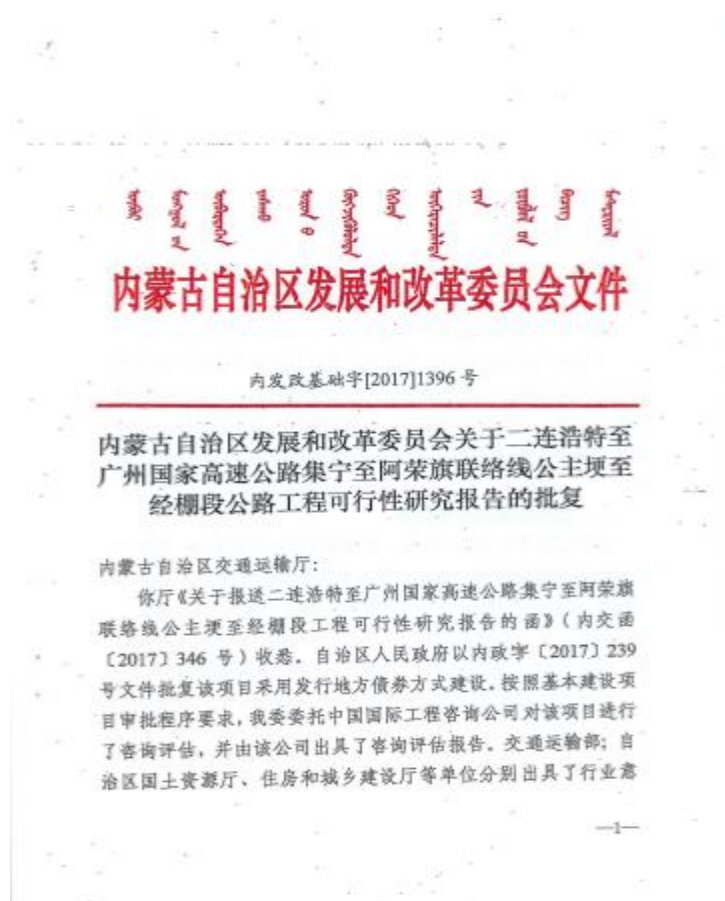 内蒙古自治区发展和改革委员会文件
内发改基础字[2017]1396号
内蒙古自治区发展和改革委员会关于二连浩特至
广州国家高速公路集宁至阿荣旗联络线公主埂至
经棚段公路工程可行性研究报告的批复
内蒙古自治区交通运输厅：
你厅《关于报送二连浩特至广州国家高速公路集宁至阿荣旗
联络线公主埂至经棚段工程可行性研究报告的函》（内交函
〔2017〕346 号）收悉。自治区人民政府以内政字〔2017〕239
号文件批复该项目采用发行地方债券方式建设。按照基本建设项
目审批程序要求，我委委托中国国际工程咨询公司对该项目进行
了咨询评估，并由该公司出具了咨询评估报告。交通运输部；自
治区国土资源厅、住房和城乡建设厅等单位分别出具了行业意
—1—